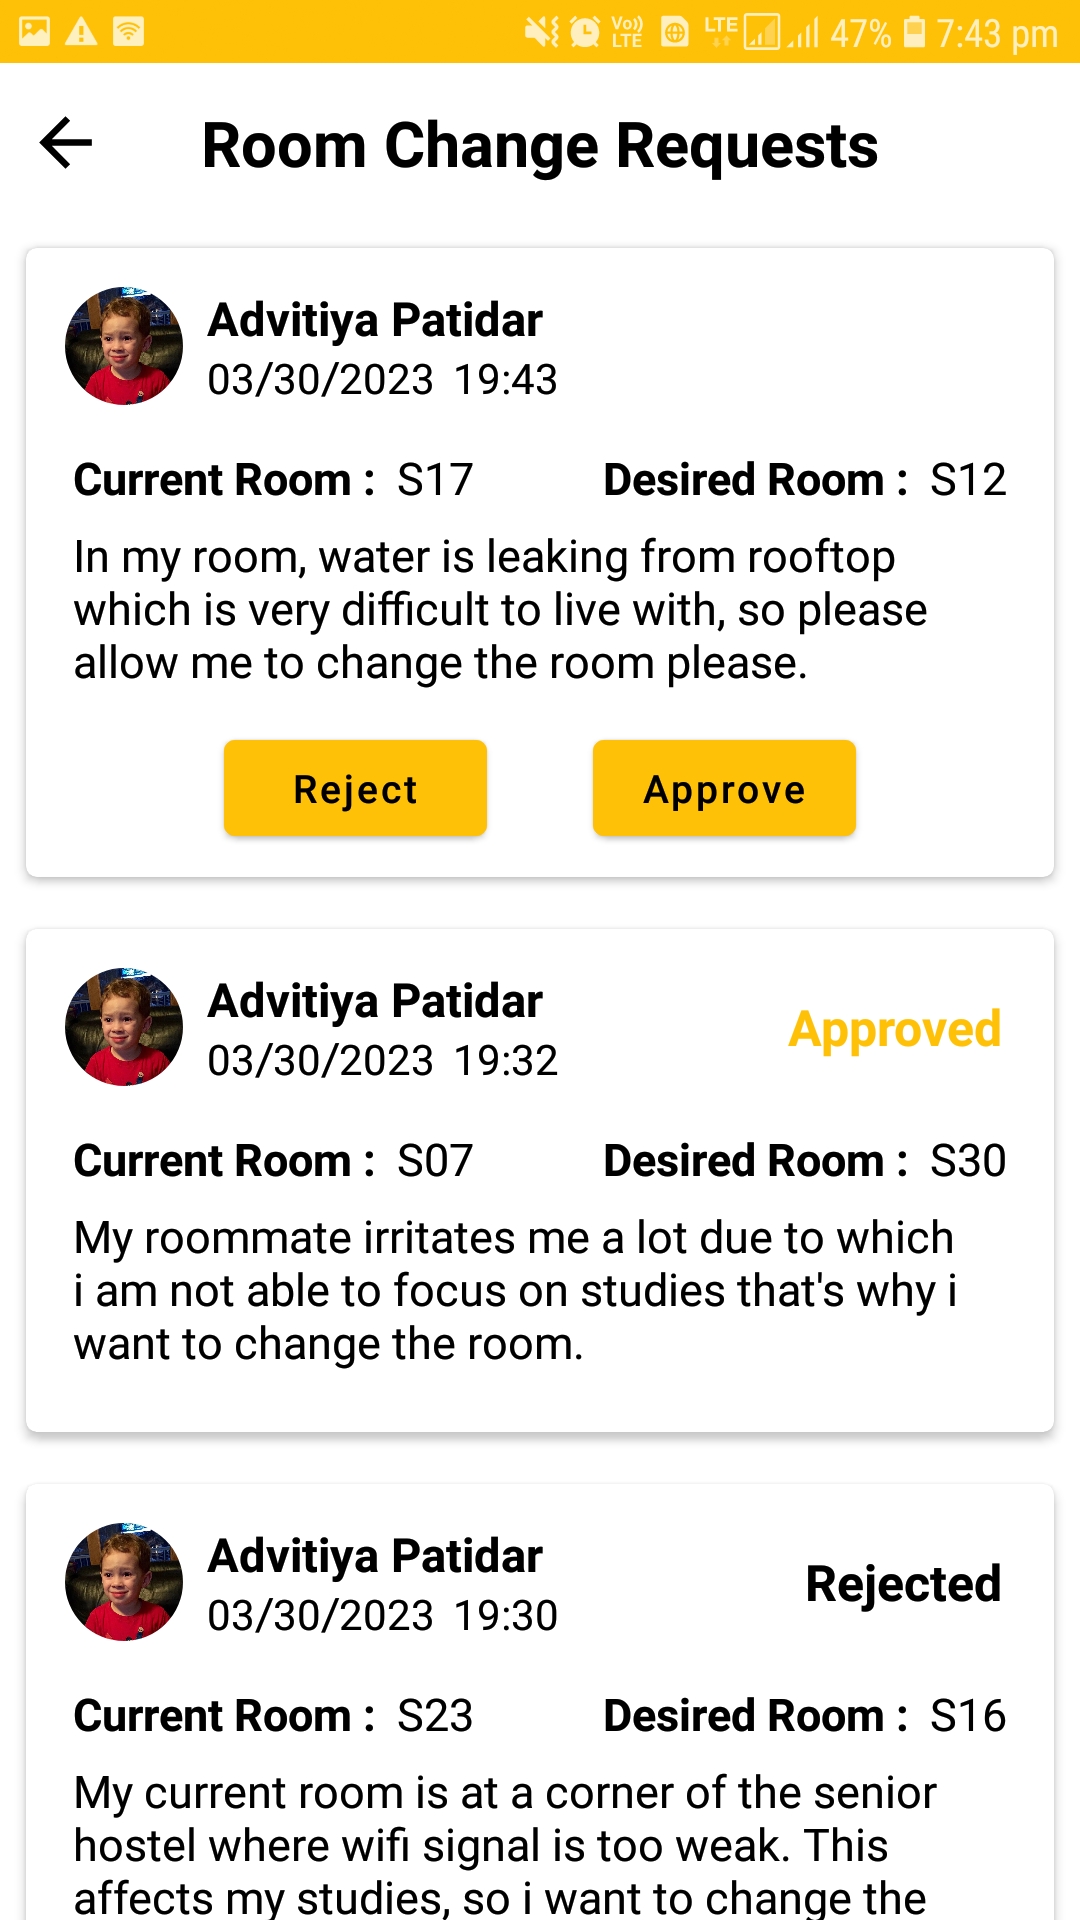 Vo)) LTE LTE 47% 7:43 pm
Room Change Requests
Advitiya Patidar
03/30/2023 19:43
Current Room : S17 Desired Room : S12
In my room, water is leaking from rooftop
which is very difficult to live with, so please
allow me to change the room please.
Reject Approve
Advitiya Patidar
03/30/2023 19:32
Approved
Current Room : S07 Desired Room : S30
My roommate irritates me a lot due to which
i am not able to focus on studies that's why i
want to change the room.
Advitiya Patidar
03/30/2023 19:30
Rejected
Current Room : S23 Desired Room : S16
My current room is at a corner of the senior
hostel where wifi signal is too weak. This
affects my studies, so i want to change the